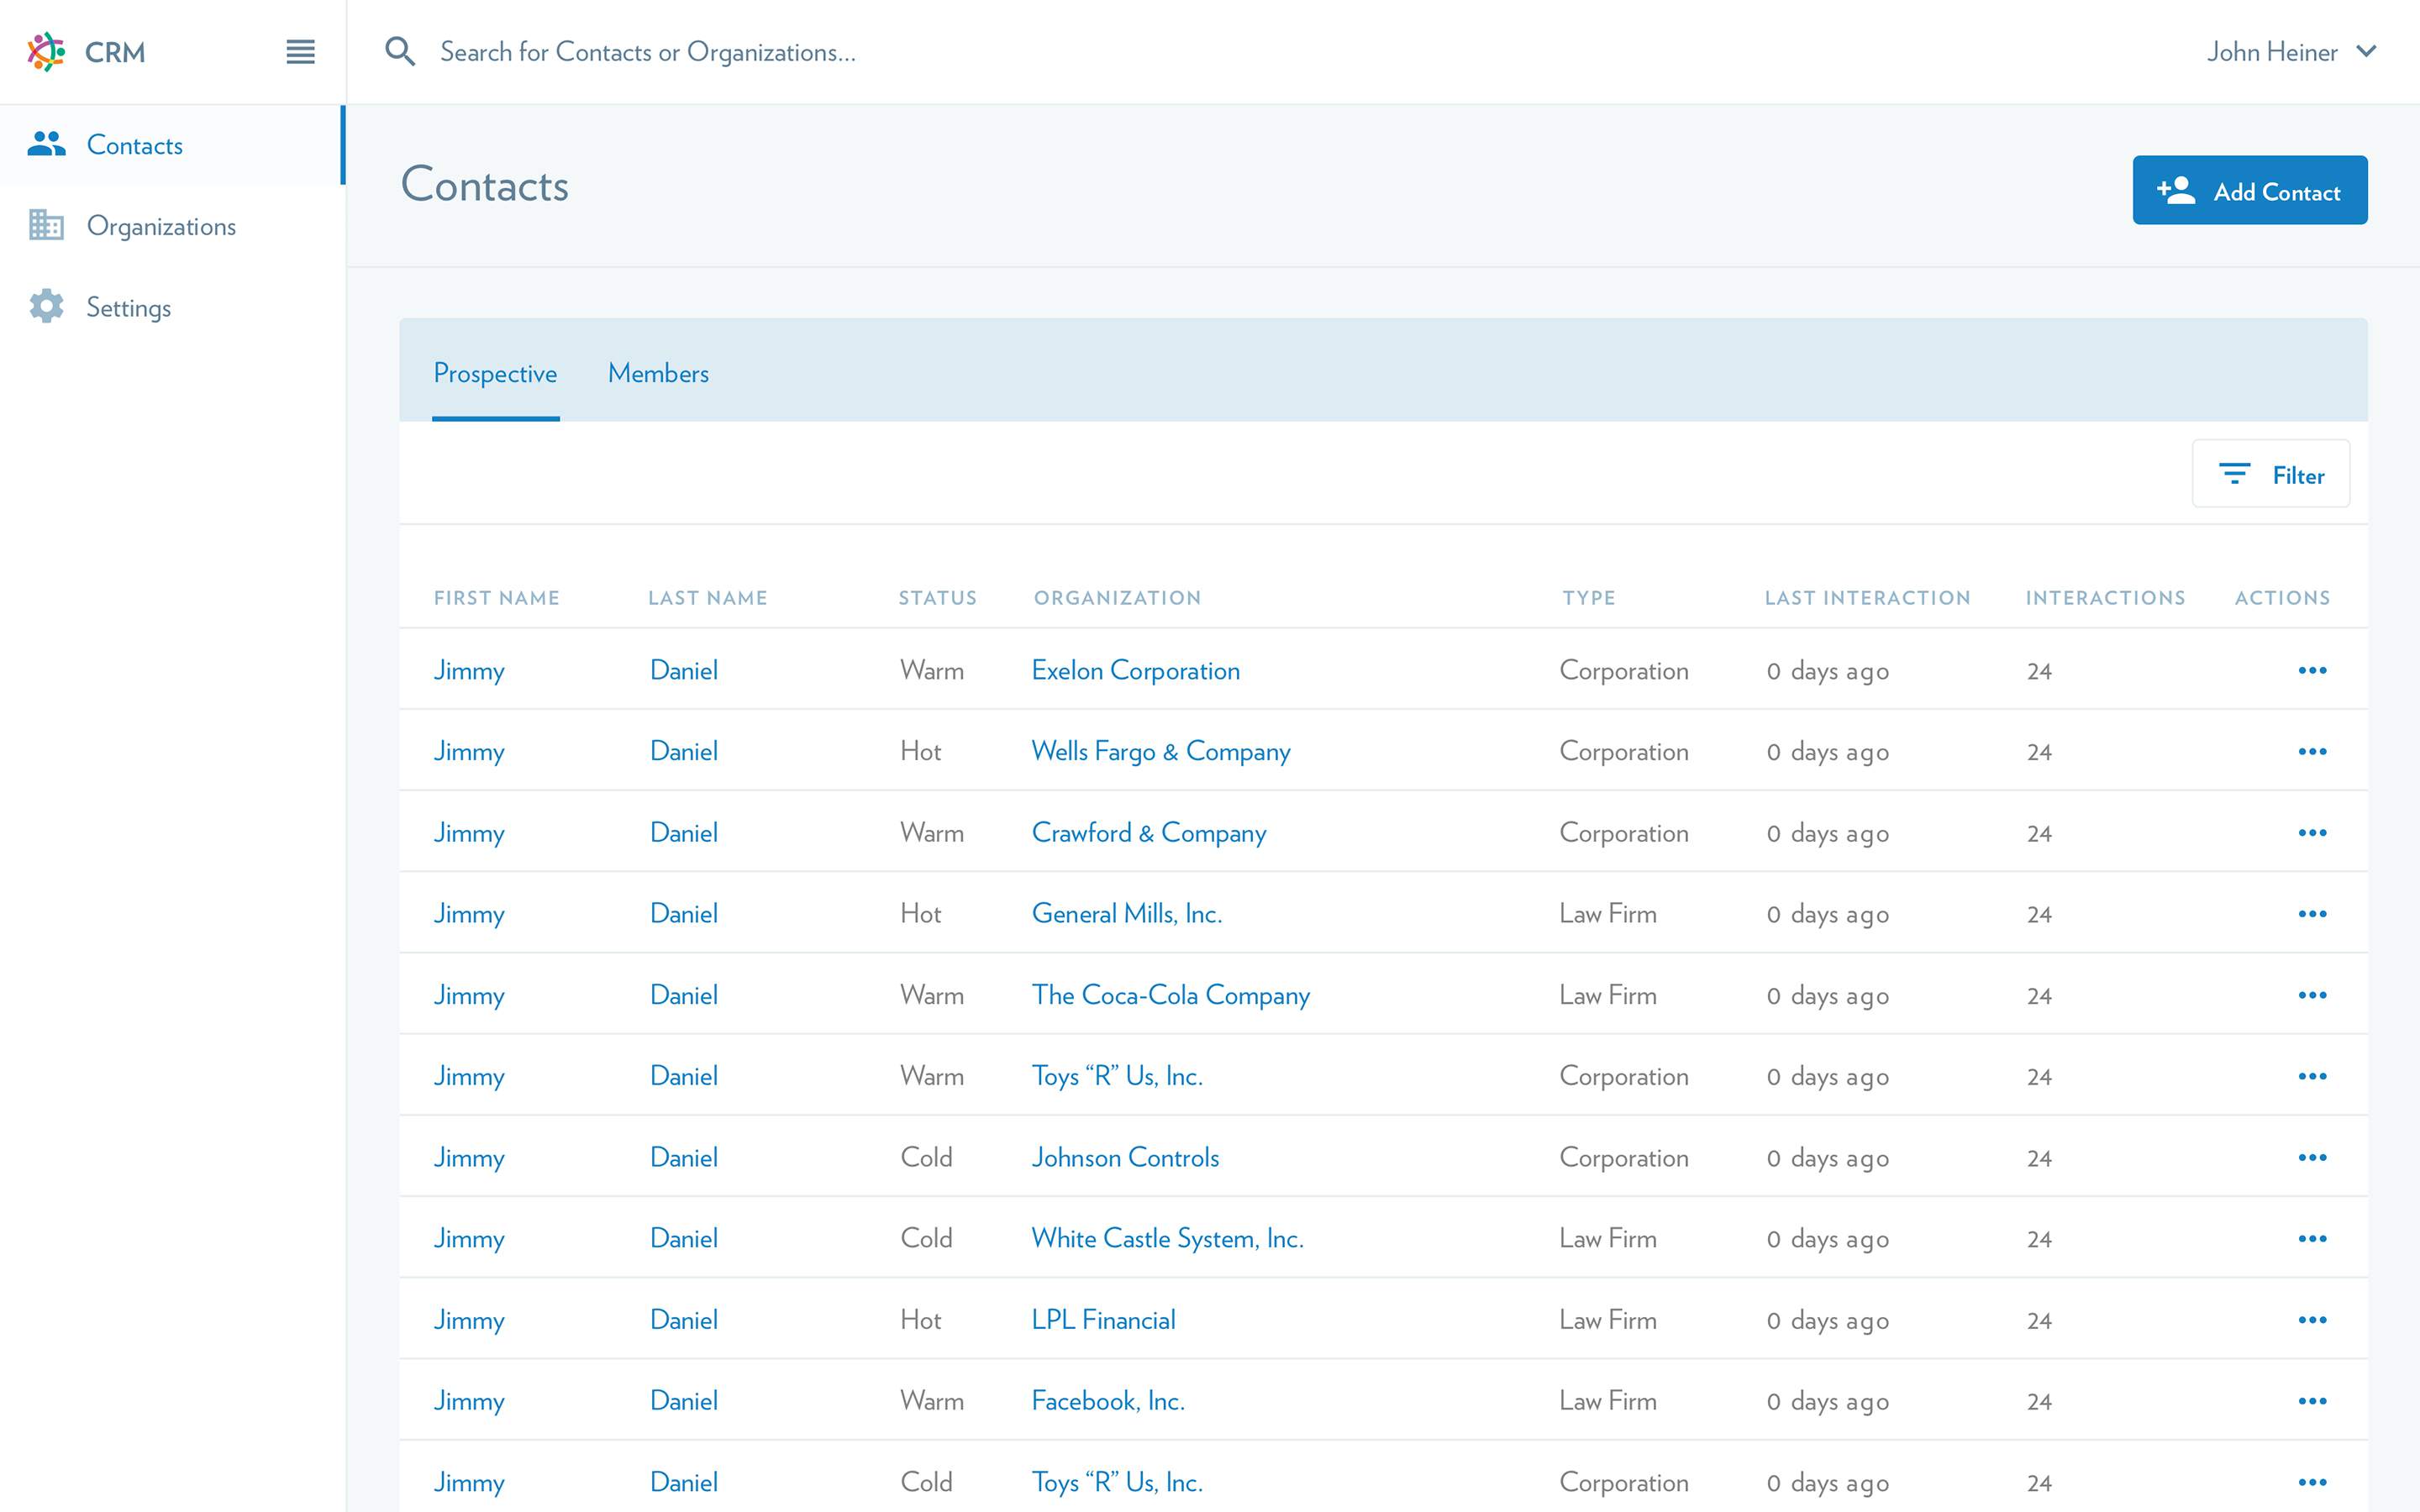 CRM
Search for Contacts or Organizations...
John Heiner
Contacts
Organizations
Settings
Contacts
Add Contact
Prospective Members
Filter
FIRST NAME LAST NAME STATUS ORGANIZATION TYPE LAST INTERACTION INTERACTIONS ACTIONS
Jimmy Daniel Warm Exelon Corporation Corporation 0 days ago 24
Jimmy Daniel Hot Wells Fargo & Company Corporation 0 days ago 24
Jimmy Daniel Warm Crawford & Company Corporation 0 days ago 24
Jimmy Daniel Hot General Mills, Inc. Law Firm 0 days ago 24
Jimmy Daniel Warm The Coca-Cola Company Law Firm 0 days ago 24
Jimmy Daniel Warm Toys “R” Us, Inc. Corporation 0 days ago 24
Jimmy Daniel Cold Johnson Controls Corporation 0 days ago 24
Jimmy Daniel Cold White Castle System, Inc. Law Firm 0 days ago 24
Jimmy Daniel Hot LPL Financial Law Firm 0 days ago 24
Jimmy Daniel Warm Facebook, Inc. Law Firm 0 days ago 24
Jimmy Daniel Cold Toys “R” Us, Inc. Corporation 0 days ago 24